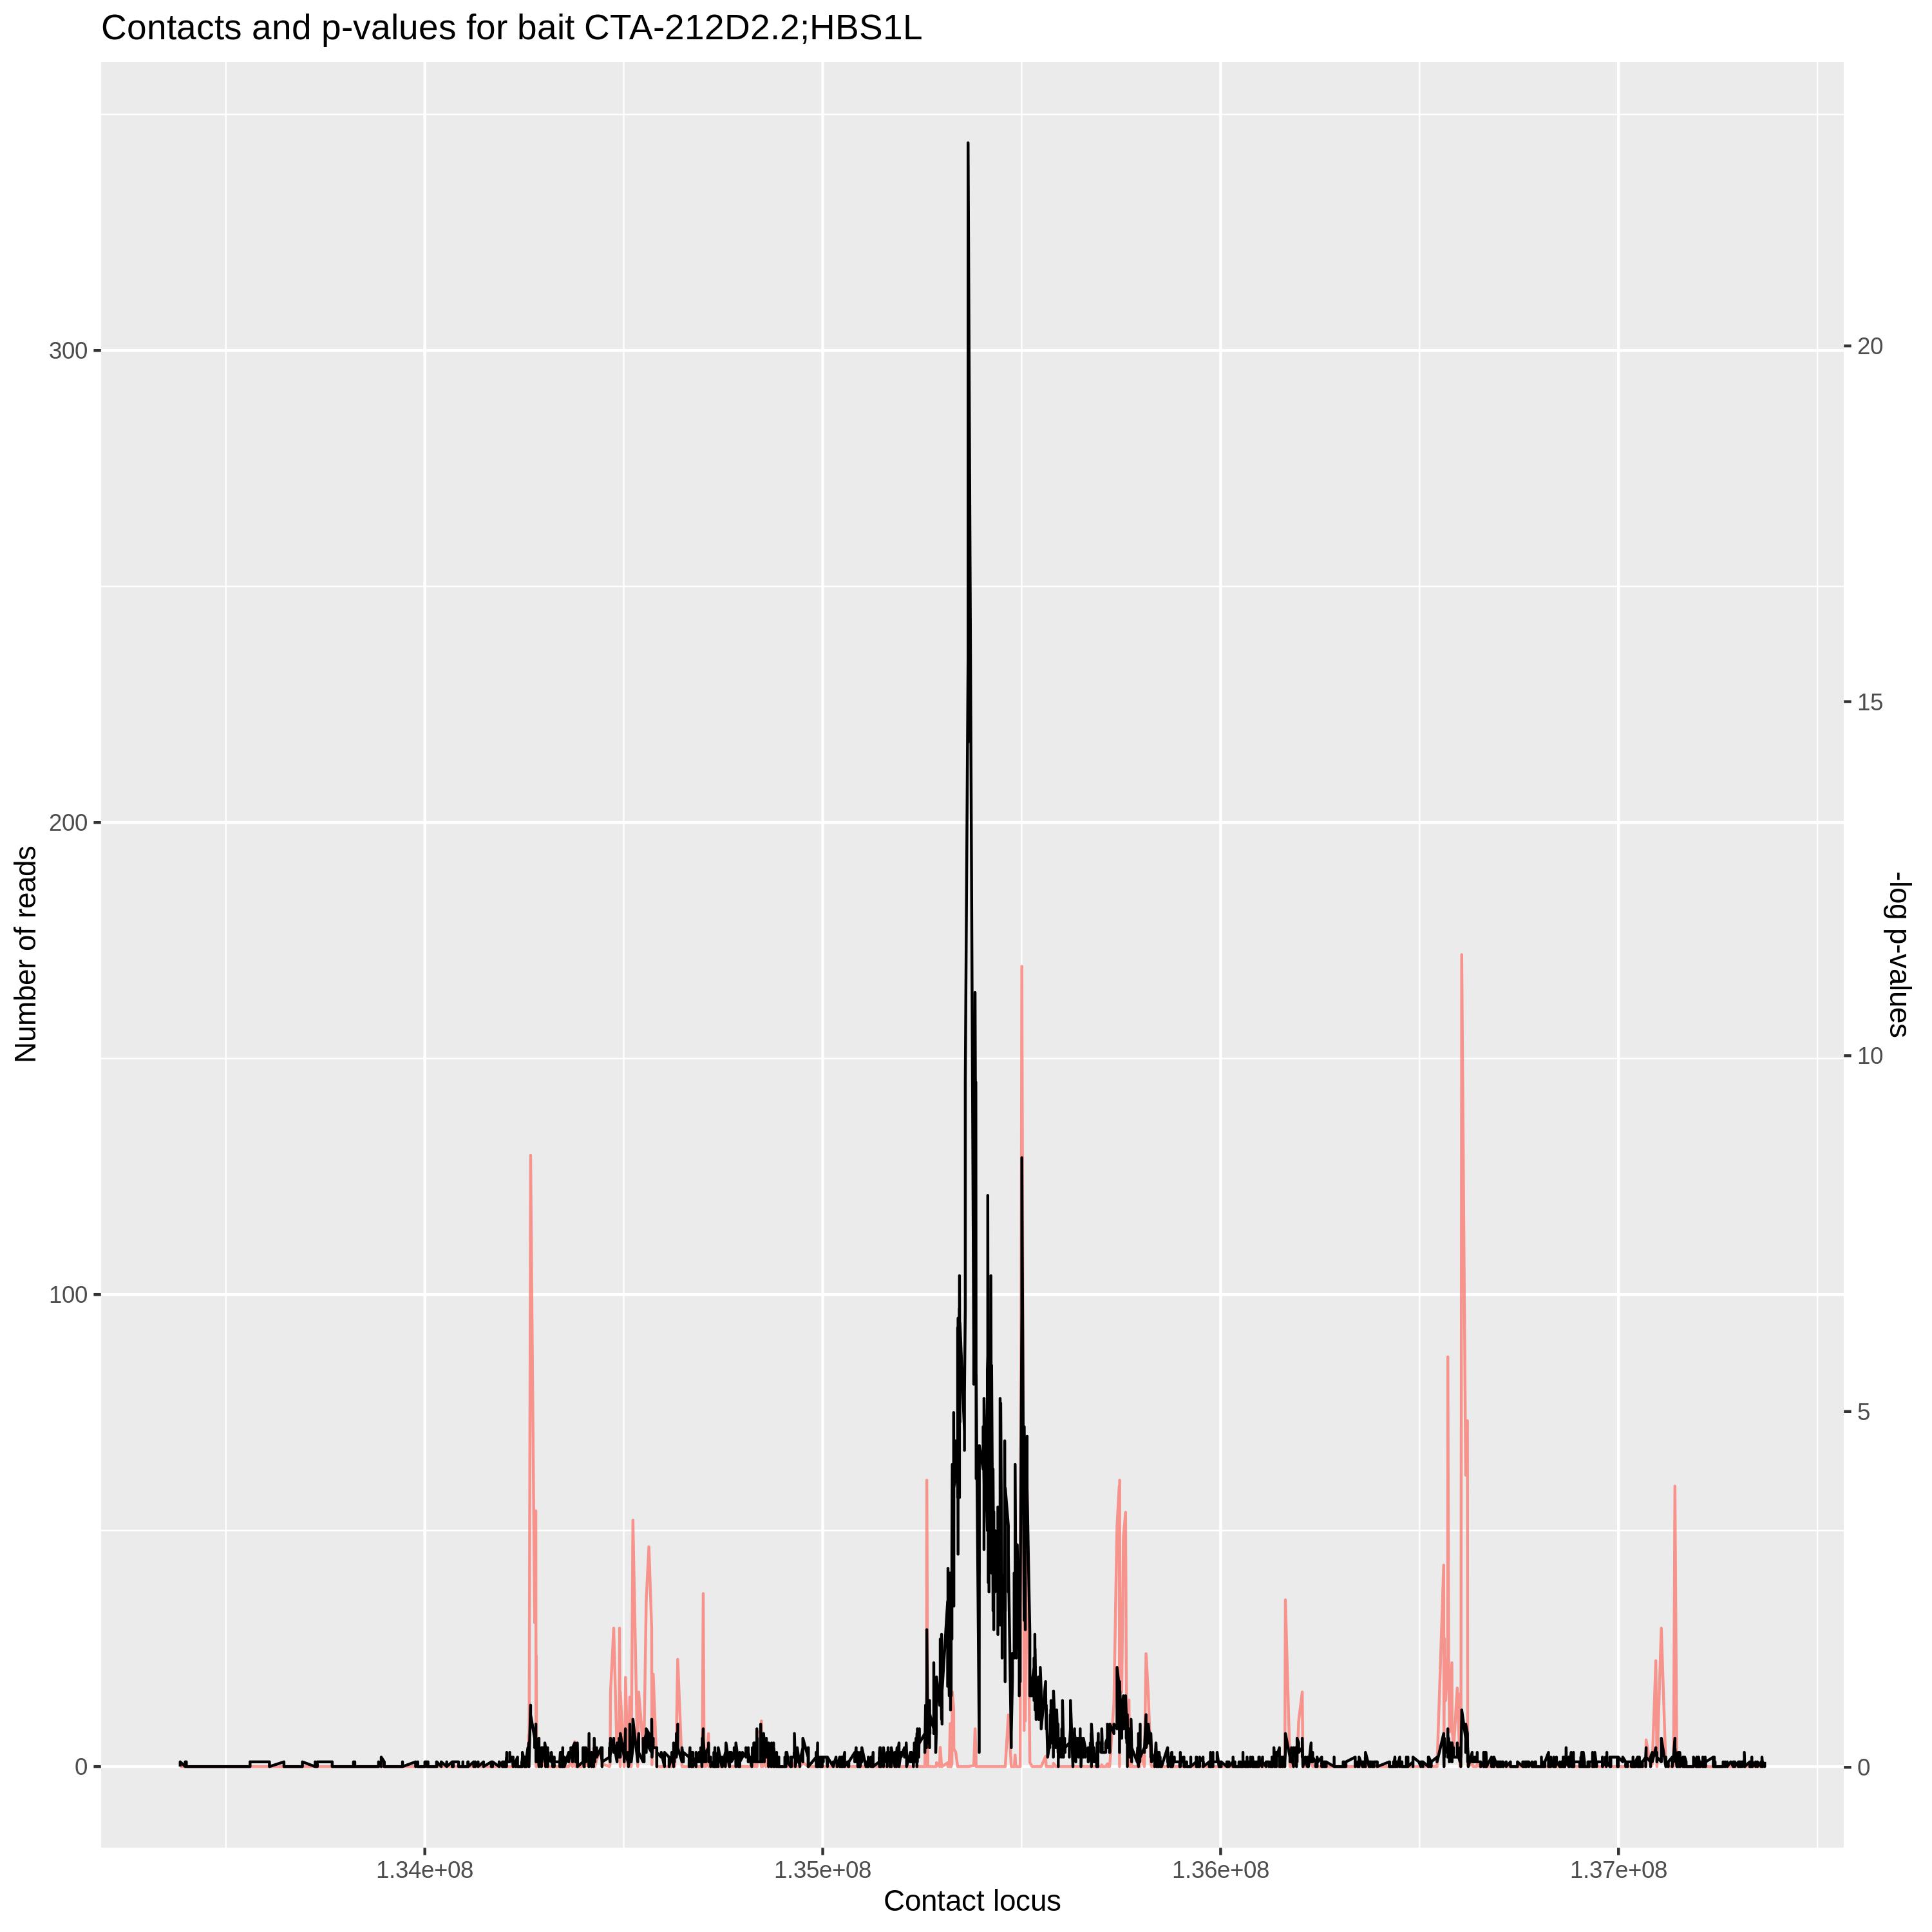 Contacts and p-values for bait CTA-212D2.2;HBS1L
Number of reads
300
200
100
0
20
15
10
5
0
-log p-values
1.34e+08
1.35e+08
1.36e+08
1.37e+08
Contact locus